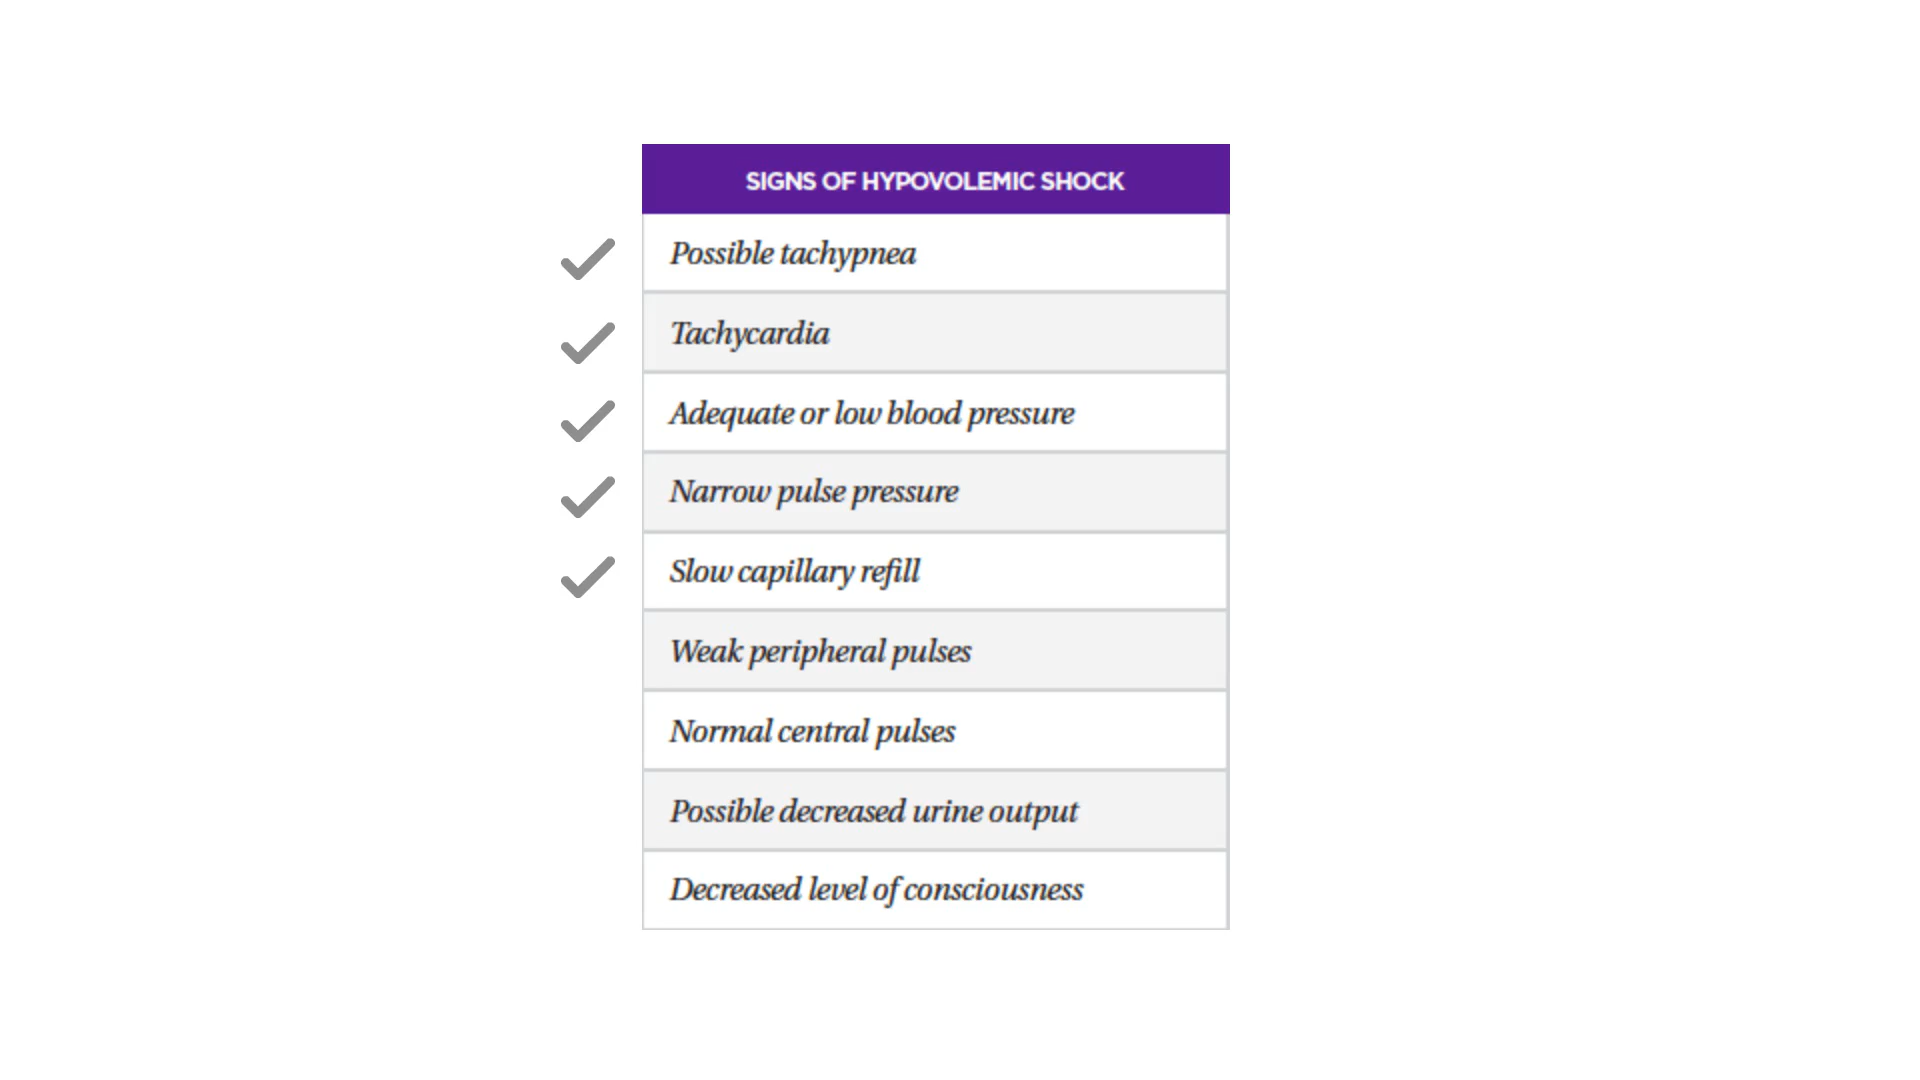 SIGNS OF HYPOVOLEMIC SHOCK
Possible tachypnea
Tachycardia
Adequate or low blood pressure
Narrow pulse pressure
Slow capillary refill
Weak peripheral pulses
Normal central pulses
Possible decreased urine output
Decreased level of consciousness